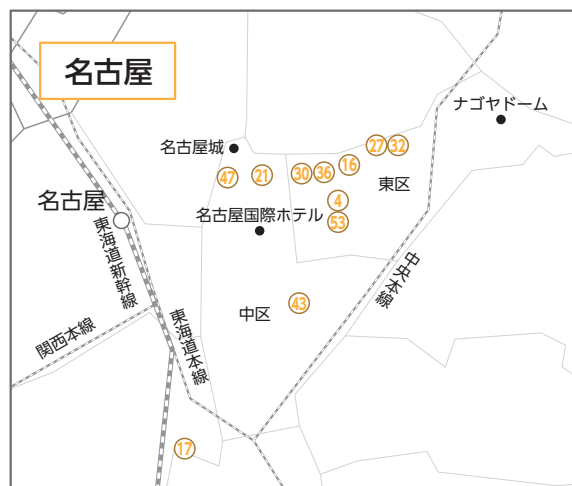 名古屋
ナゴヤドーム
名古屋城
27
32
16
30
36
21
47
東区
4
名古屋
名古屋国際ホテル
53
東海道新幹線
中央本線
43
中区
東海道本線
関西本線
17